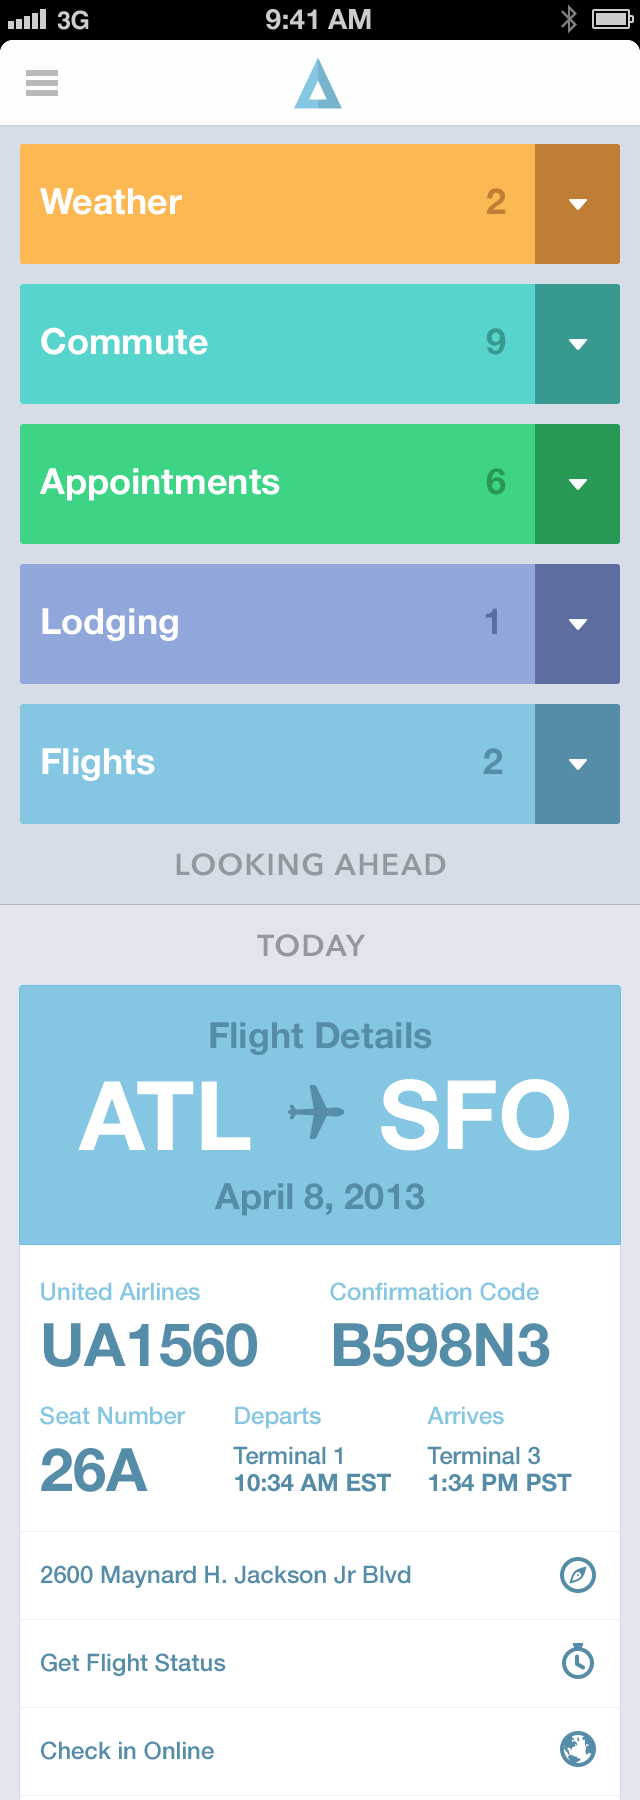 3G 9:41 AM
Weather 2
Commute 9
Appointments 6
Lodging 1
Flights 2
LOOKING AHEAD
TODAY
Flight Details
ATL SFO
April 8, 2013
United Airlines Confirmation Code
UA1560 B598N3
Seat Number Departs Arrives
26A Terminal 1 Terminal 3
10:34 AM EST 1:34 PM PST
2600 Maynard H. Jackson Jr Blvd
Get Flight Status
Check in Online